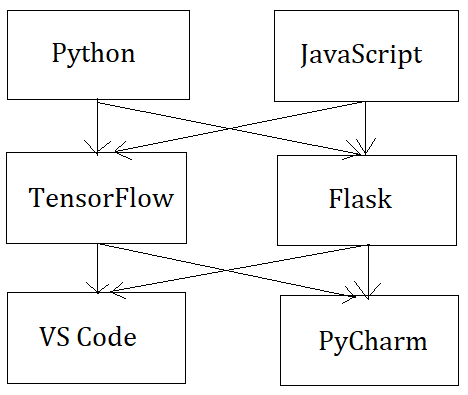 Python
JavaScript
TensorFlow
Flask
VS Code
PyCharm